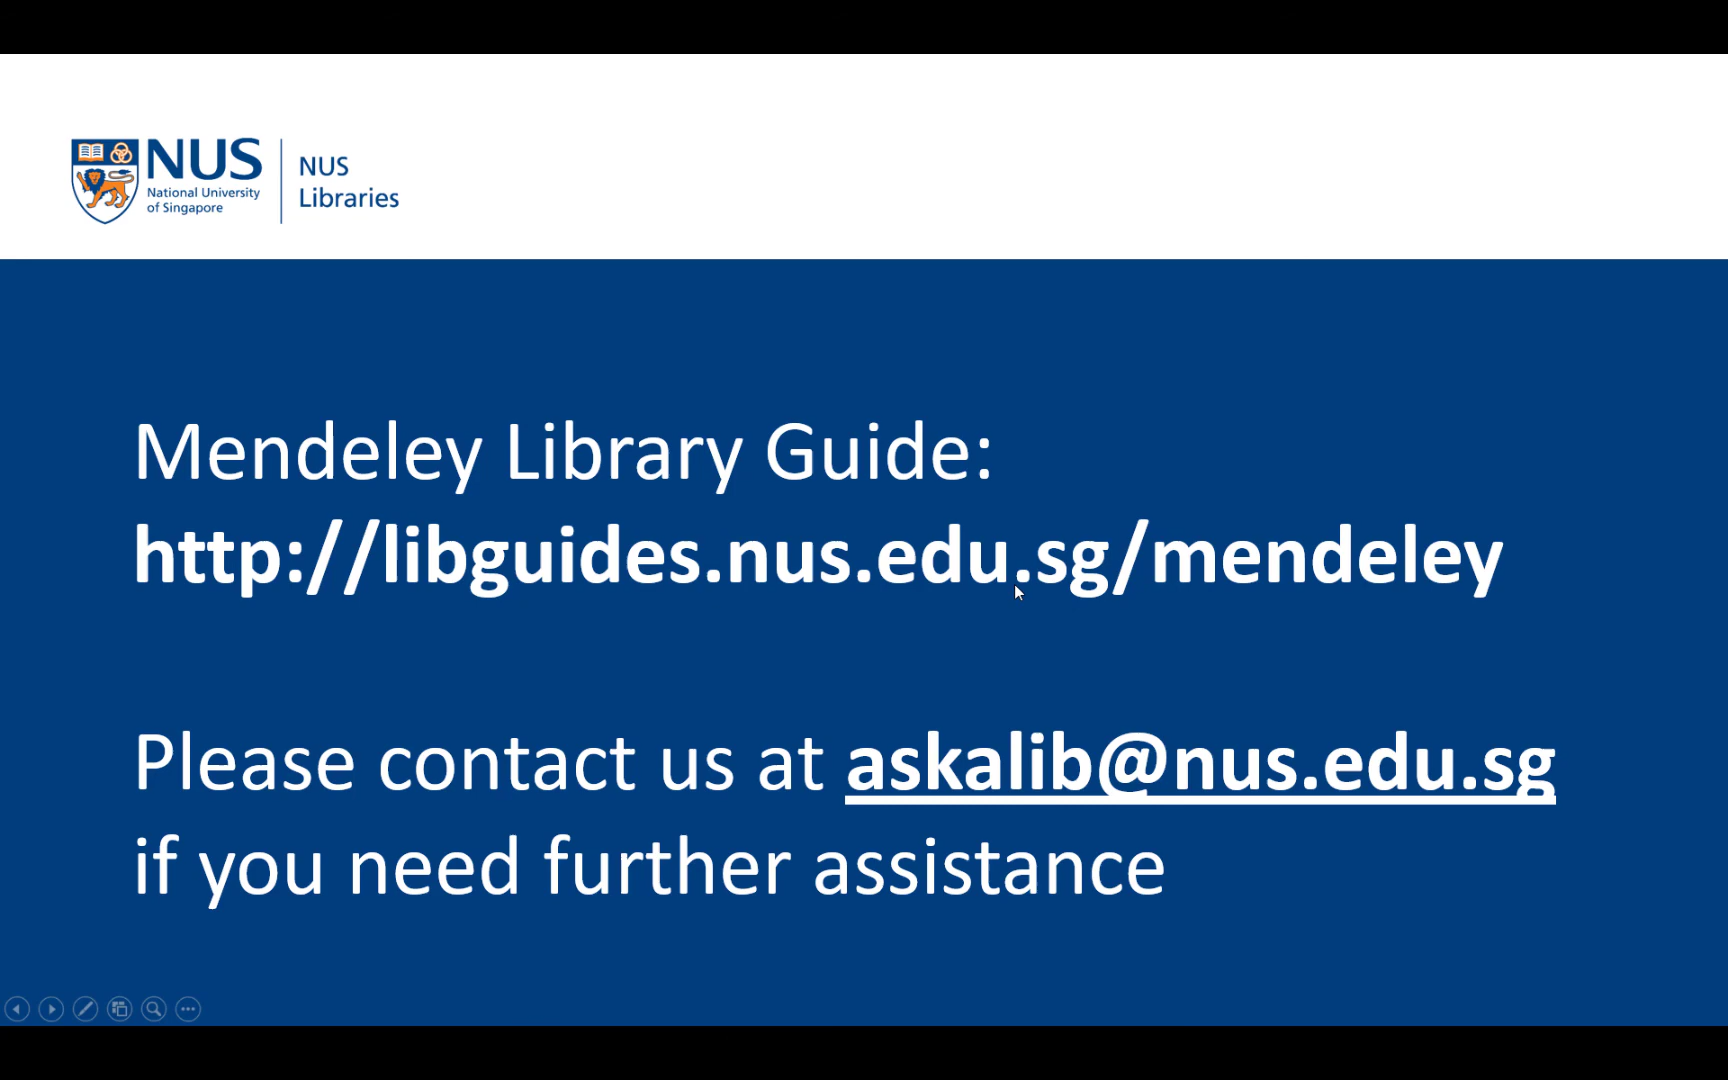 NUS
National University
of Singapore
NUS
Libraries
Mendeley Library Guide:
http://libguides.nus.edu.sg/mendeley
Please contact us at askalib@nus.edu.sg
if you need further assistance